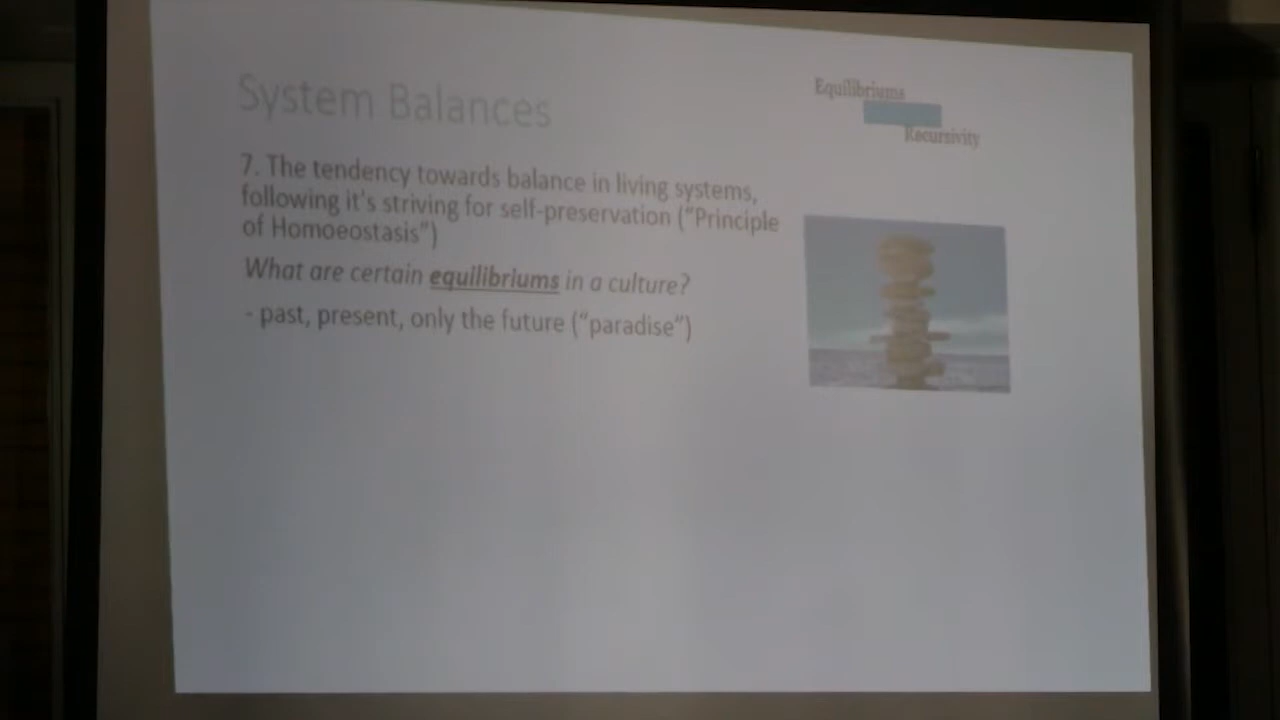 System Balances
Equilibriums
Recursivity
7. The tendency towards balance in living systems,
following it's striving for self-preservation ("Principle
of Homoeostasis")
What are certain equilibriums in a culture?
- past, present, only the future ("paradise")